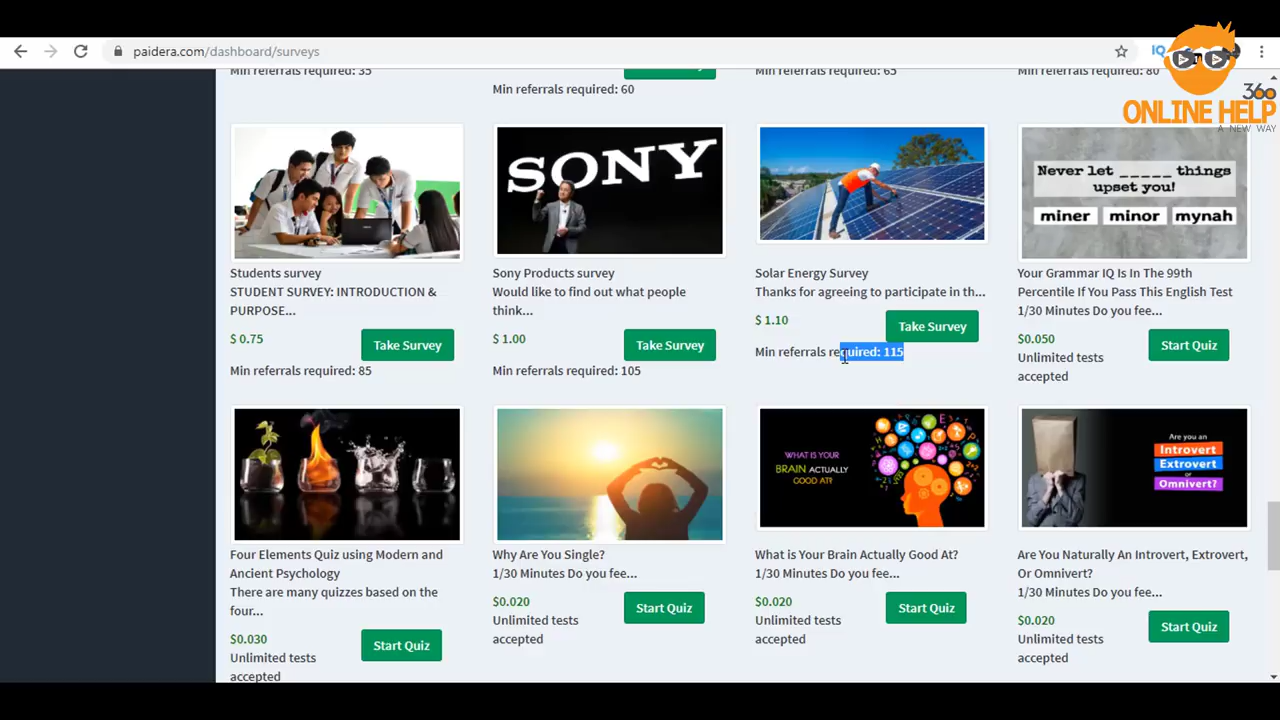 paidera.com/dashboard/surveys
IQ
360
ONLINE HELP
A NEW WAY
Min referrals required: 35
Min referrals required: 60
Min referrals required: 65
Min referrals required: 80
SONY
Never let _____ things
upset you!
miner minor mynah
Students survey
STUDENT SURVEY: INTRODUCTION &
PURPOSE...
$ 0.75
Take Survey
Min referrals required: 85
Sony Products survey
Would like to find out what people
think...
$ 1.00
Take Survey
Min referrals required: 105
Solar Energy Survey
Thanks for agreeing to participate in th...
$ 1.10
Take Survey
Min referrals required: 115
Your Grammar IQ Is In The 99th
Percentile If You Pass This English Test
1/30 Minutes Do you fee...
$0.050
Start Quiz
Unlimited tests
accepted
WHAT IS YOUR
BRAIN ACTUALLY
GOOD AT?
Are you an
Introvert
Extrovert
or
Omnivert?
Four Elements Quiz using Modern and
Ancient Psychology
There are many quizzes based on the
four...
$0.030
Start Quiz
Unlimited tests
accepted
Why Are You Single?
1/30 Minutes Do you fee...
$0.020
Start Quiz
Unlimited tests
accepted
What is Your Brain Actually Good At?
1/30 Minutes Do you fee...
$0.020
Start Quiz
Unlimited tests
accepted
Are You Naturally An Introvert, Extrovert,
Or Omnivert?
1/30 Minutes Do you fee...
$0.020
Start Quiz
Unlimited tests
accepted